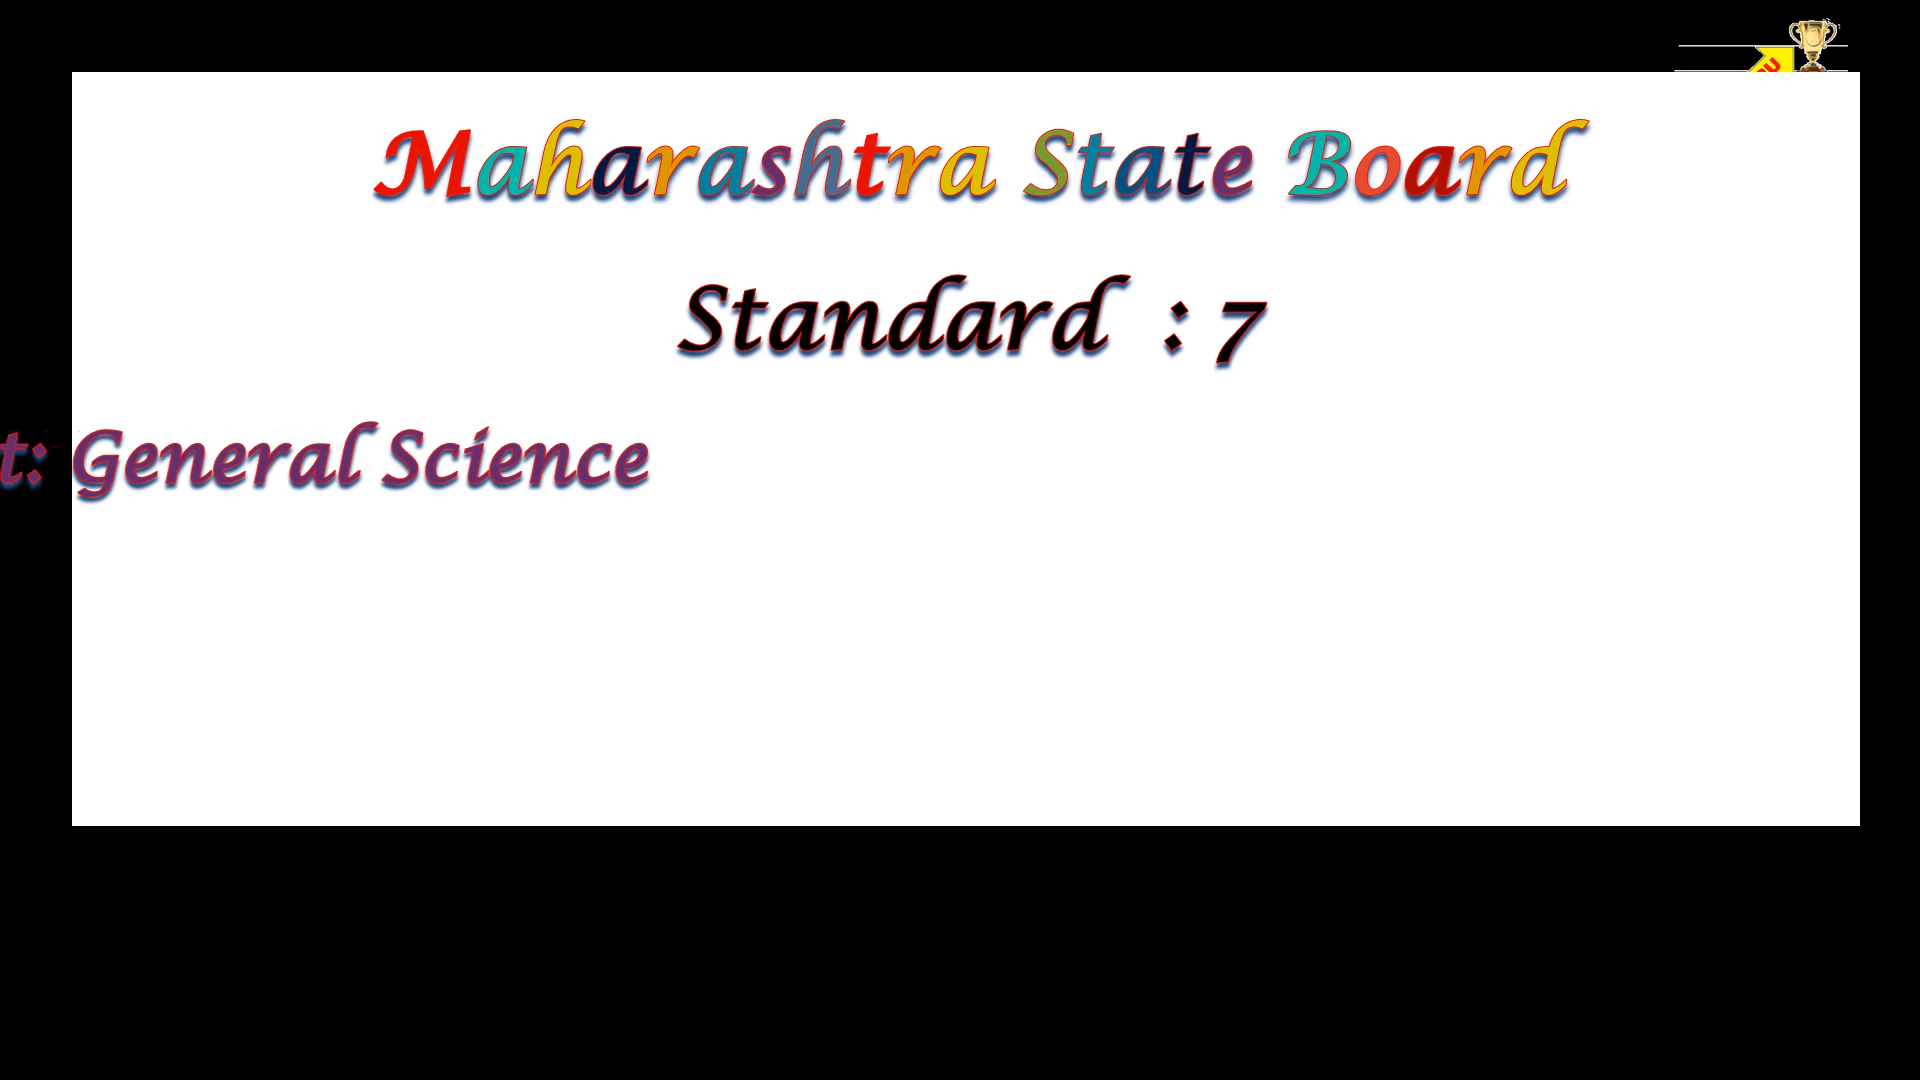 Maharashtra State Board
Standard : 7
t: General Science